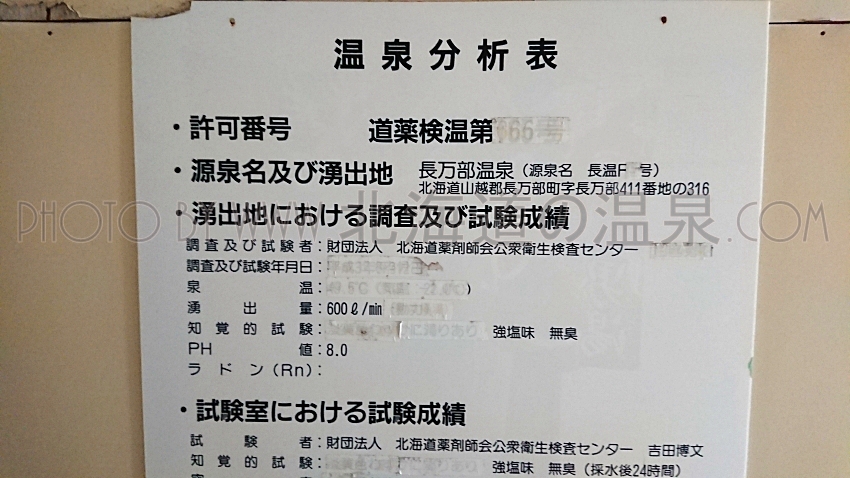 温泉分析表
・許可番号 道薬検温第
・源泉名及び湧出地 長万部温泉(源泉名 長温R 号)
北海道山越郡長万部町字長万部411番地の316
・湧出地における調査及び試験成績
PHOTO BY WWW.北海道の温泉.COM
調査及び試験者:財団法人 北海道薬剤師会公衆衛生検査センター
調査及び試験年月日:
泉温:
湧出量:600ℓ/min
知覚的試験: 強塩味 無臭
PH値:8.0
ラドン(Rn):
・試験室における試験成績
試験者:財団法人 北海道薬剤師会公衆衛生検査センター 吉田博文
知覚的試験: 強塩味 無臭(採水後24時間)